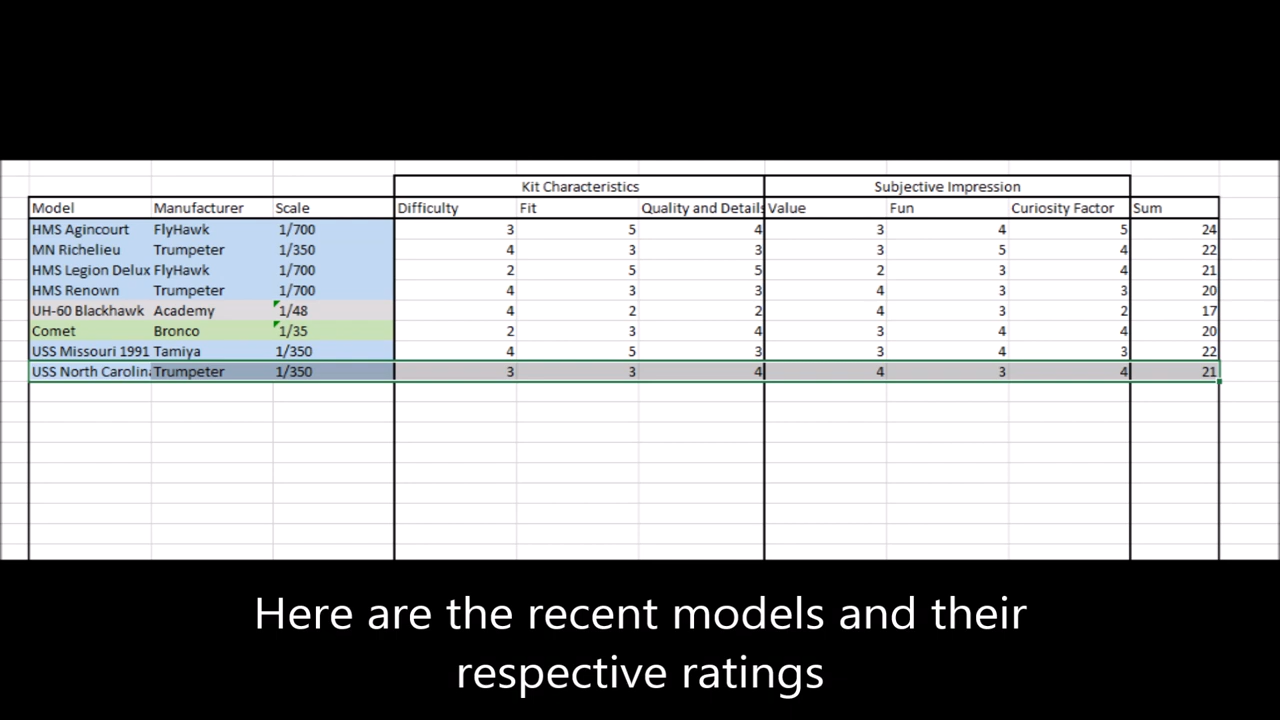 Kit Characteristics Subjective Impression
Model Manufacturer Scale Difficulty Fit Quality and Details Value Fun Curiosity Factor Sum
HMS Agincourt FlyHawk 1/700 3 5 4 3 4 5 24
MN Richelieu Trumpeter 1/350 4 3 3 3 5 4 22
HMS Legion Delux FlyHawk 1/700 2 5 5 2 3 4 21
HMS Renown Trumpeter 1/700 4 3 3 4 3 3 20
UH-60 Blackhawk Academy 1/48 4 2 2 4 3 2 17
Comet Bronco 1/35 2 3 4 3 4 4 20
USS Missouri 1991 Tamiya 1/350 4 5 3 3 4 3 22
USS North Carolina Trumpeter 1/350 3 3 4 4 3 4 21
Here are the recent models and their
respective ratings